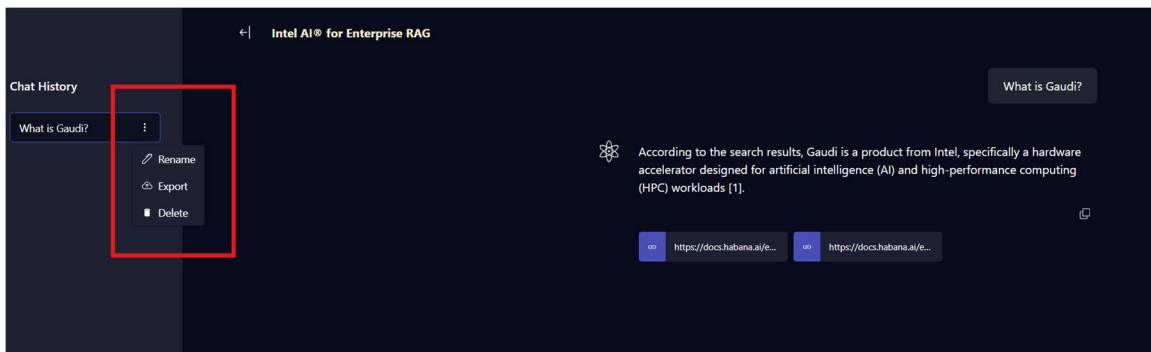 Intel AI® for Enterprise RAG
Chat History
What is Gaudi?
Rename
Export
Delete
What is Gaudi?
According to the search results, Gaudi is a product from Intel, specifically a hardware
accelerator designed for artificial intelligence (AI) and high-performance computing
(HPC) workloads [1].
https://docs.habana.ai/e...
https://docs.habana.ai/e...